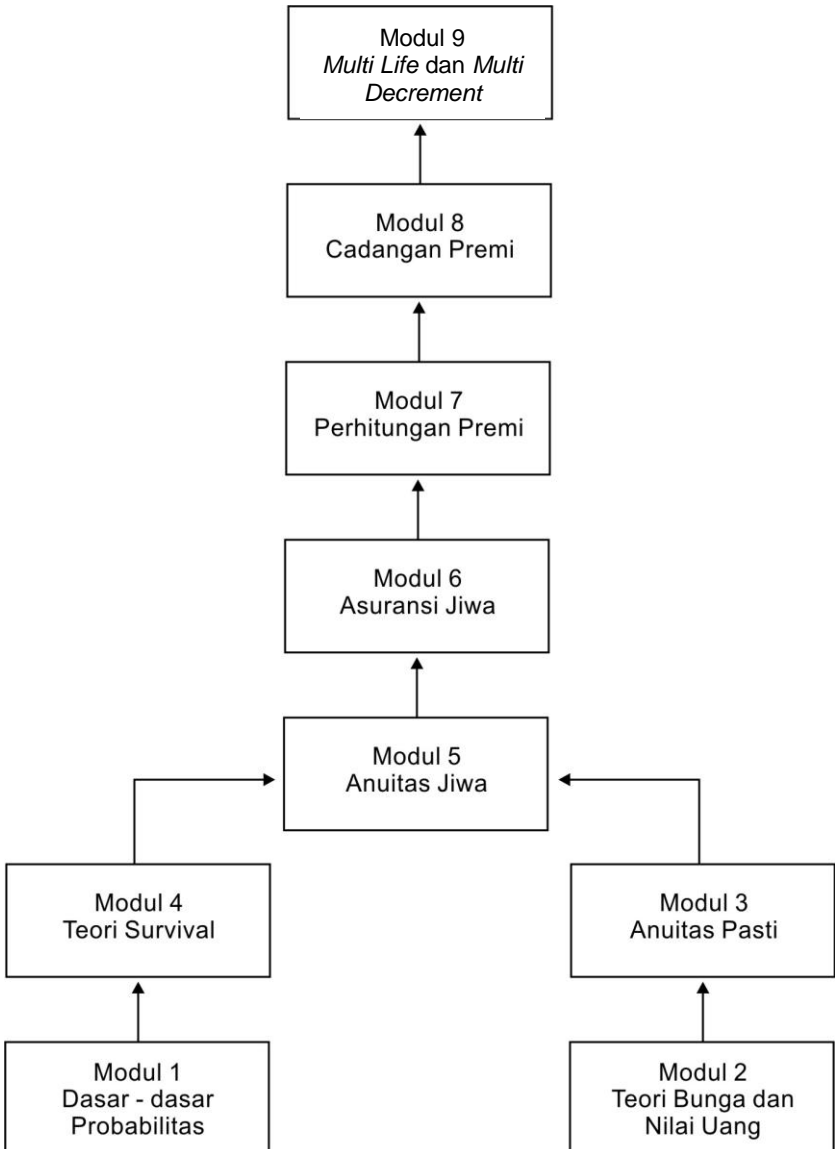 Modul 9
Multi Life dan Multi
Decrement
Modul 8
Cadangan Premi
Modul 7
Perhitungan Premi
Modul 6
Asuransi Jiwa
Modul 5
Anuitas Jiwa
Modul 4
Teori Survival
Modul 3
Anuitas Pasti
Modul 1
Dasar - dasar
Probabilitas
Modul 2
Teori Bunga dan
Nilai Uang